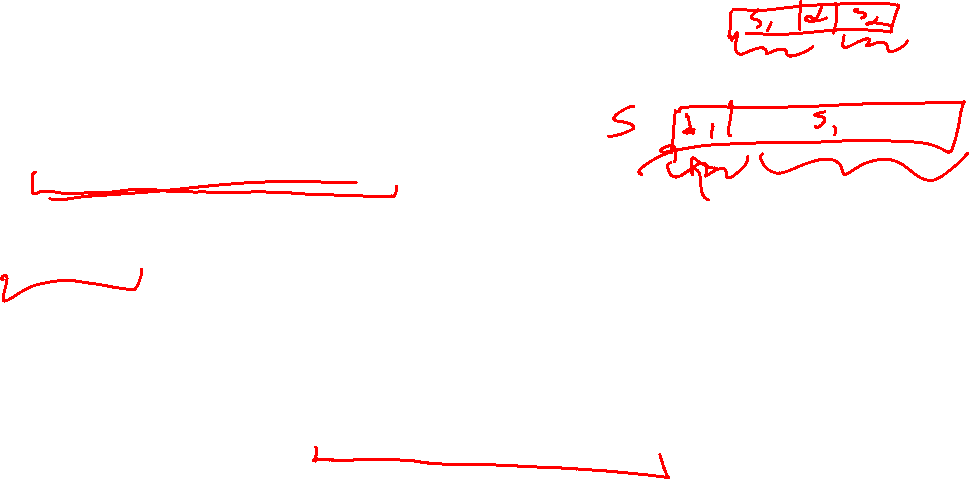 S₁ d S₂
S d₁ S₁